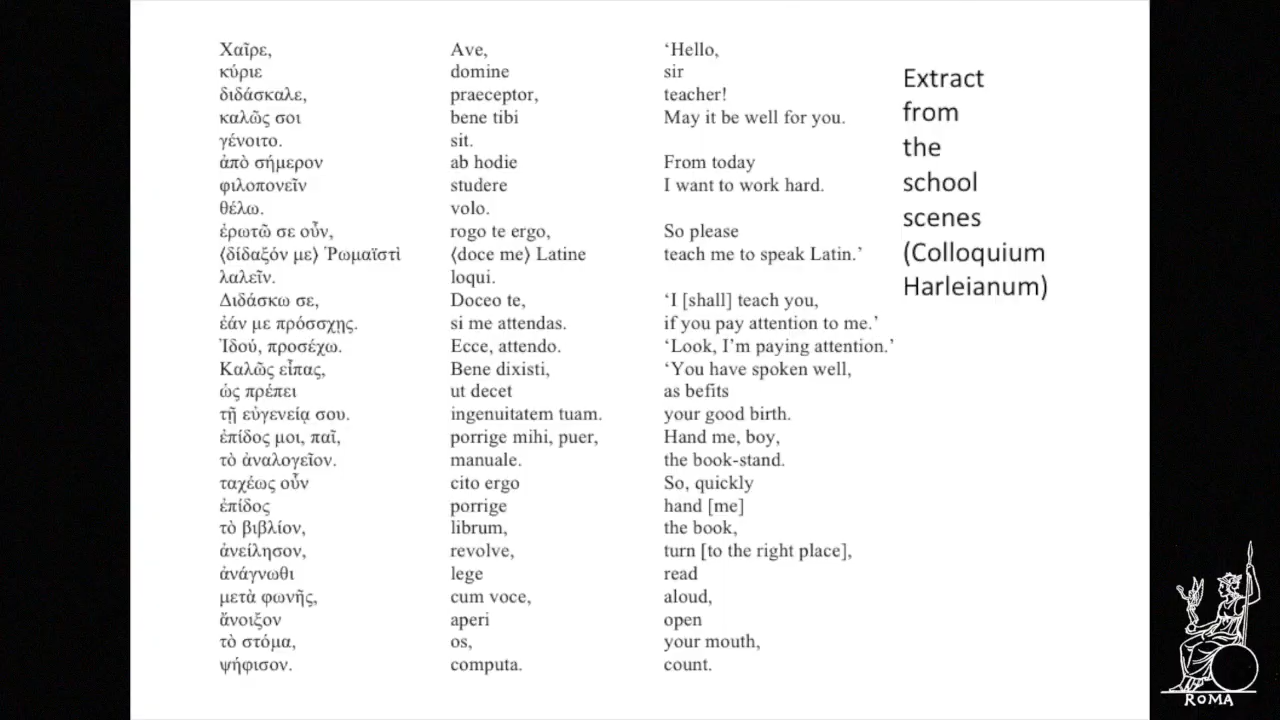 Χαῖρε, Ave, ‘Hello,
κύριε domine sir
διδάσκαλε, praeceptor, teacher!
καλῶς σοι bene tibi May it be well for you.
γένοιτο. sit.
ἀπὸ σήμερον ab hodie From today
φιλοπονεῖν studere I want to work hard.
θέλω. volo.
ἐρωτῶ σε οὖν, rogo te ergo, So please
⟨δίδαξόν με⟩ Ῥωμαϊστὶ ⟨doce me⟩ Latine teach me to speak Latin.’
λαλεῖν. loqui.
Διδάσκω σε, Doceo te, ‘I [shall] teach you,
ἐάν με πρόσσχῃς. si me attendas. if you pay attention to me.’
Ἰδού, προσέχω. Ecce, attendo. ‘Look, I’m paying attention.’
Καλῶς εἶπας, Bene dixisti, ‘You have spoken well,
ὡς πρέπει ut decet as befits
τῇ εὐγενείᾳ σου. ingenuitatem tuam. your good birth.
ἐπίδος μοι, παῖ, porrige mihi, puer, Hand me, boy,
τὸ ἀναλογεῖον. manuale. the book-stand.
ταχέως οὖν cito ergo So, quickly
ἐπίδος porrige hand [me]
τὸ βιβλίον, librum, the book,
ἀνείλησον, revolve, turn [to the right place],
ἀνάγνωθι lege read
μετὰ φωνῆς, cum voce, aloud,
ἄνοιξον aperi open
τὸ στόμα, os, your mouth,
ψήφισον. computa. count.
Extract
from
the
school
scenes
(Colloquium
Harleianum)
ROMA